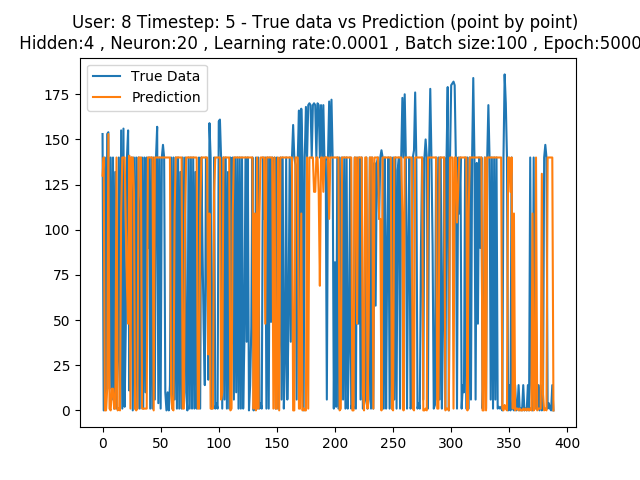 User: 8 Timestep: 5 - True data vs Prediction (point by point)
Hidden:4 , Neuron:20 , Learning rate:0.0001 , Batch size:100 , Epoch:5000
True Data
Prediction
175
150
125
100
75
50
25
0
0 50 100 150 200 250 300 350 400